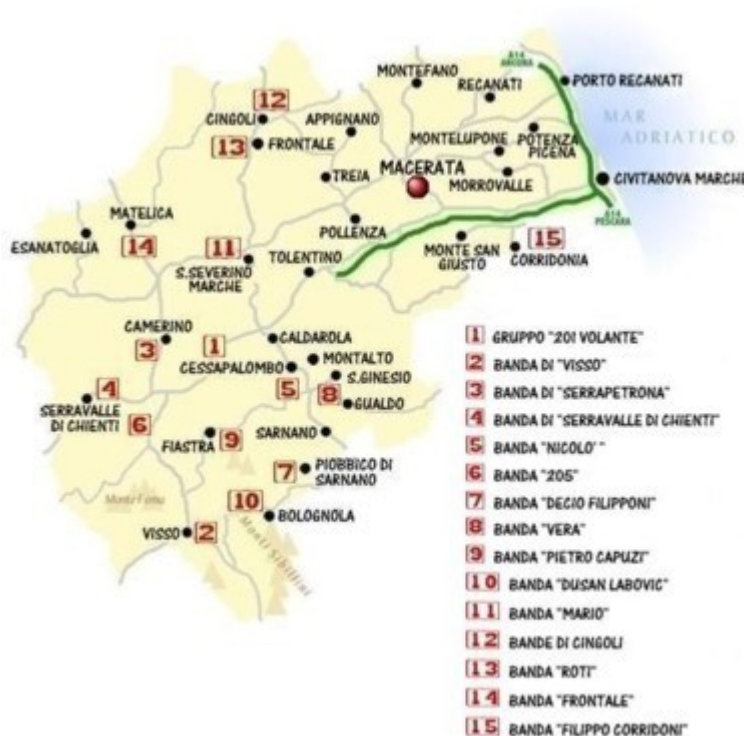 A14
ANCONA
MONTEFANO
RECANATI
PORTO RECANATI
MAR
ADRIATICO
12
CINGOLI
APPIGNANO
13
FRONTALE
MONTELUPONE
POTENZA
PICENA
MACERATA
TREIA
MORROVALLE
CIVITANOVA MARCHE
A14
PESCARA
MATELICA
ESANATOGLIA
14
POLLENZA
11
S.SEVERINO
MARCHE
TOLENTINO
MONTE SAN
GIUSTO
15
CORRIDONIA
CAMERINO
3
1
CALDAROLA
CESSAPALOMBO
MONTALTO
5
S.GINESIO
8
GUALDO
4
SERRAVALLE
DI CHIENTI
6
FIASTRA
9
SARNANO
7
PIOBBICO DI
SARNANO
10
BOLOGNOLA
VISSO
2
Monti Sibillini
1 GRUPPO "201 VOLANTE"
2 BANDA DI "VISSO"
3 BANDA DI "SERRAPETRONA"
4 BANDA DI "SERRAVALLE DI CHIENTI"
5 BANDA "NICOLO' "
6 BANDA "205"
7 BANDA "DECIO FILIPPONI"
8 BANDA "VERA"
9 BANDA "PIETRO CAPUZI"
10 BANDA "DUSAN LABOVIC"
11 BANDA "MARIO"
12 BANDE DI CINGOLI
13 BANDA "ROTI"
14 BANDA "FRONTALE"
15 BANDA "FILIPPO CORRIDONI"